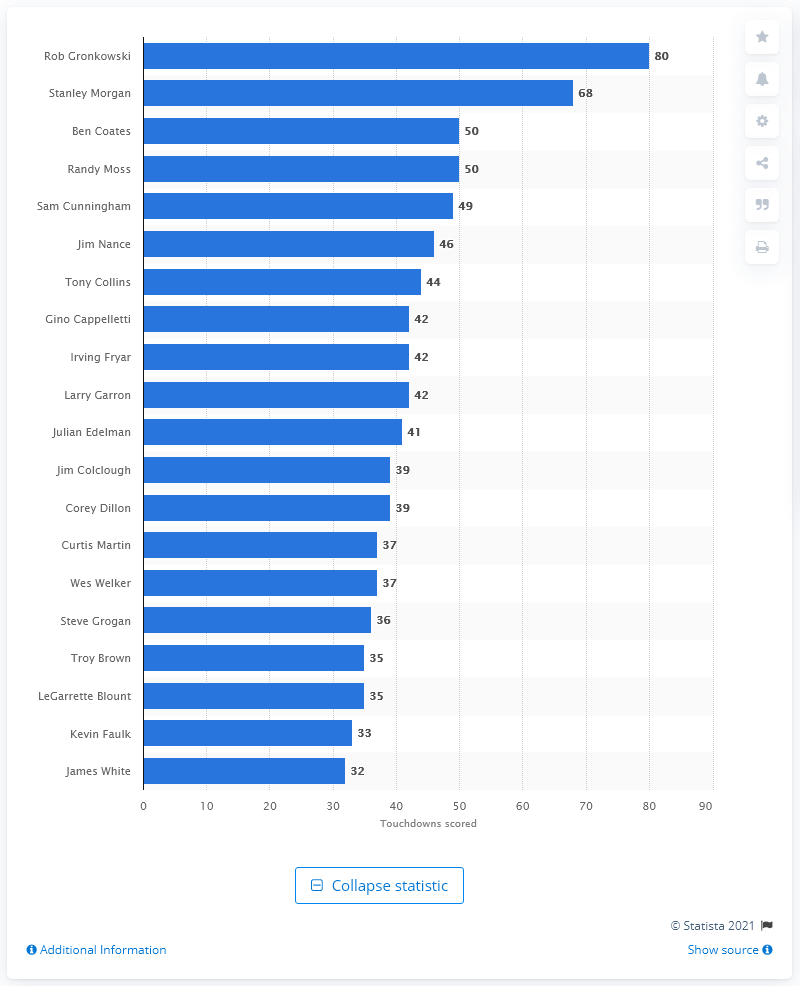 Rob Gronkowski 80
Stanley Morgan 68
Ben Coates 50
Randy Moss 50
Sam Cunningham 49
Jim Nance 46
Tony Collins 44
Gino Cappelletti 42
Irving Fryar 42
Larry Garron 42
Julian Edelman 41
Jim Colclough 39
Corey Dillon 39
Curtis Martin 37
Wes Welker 37
Steve Grogan 36
Troy Brown 35
LeGarrette Blount 35
Kevin Faulk 33
James White 32
0 10 20 30 40 50 60 70 80 90
Touchdowns scored
Collapse statistic
© Statista 2021
Additional Information Show source